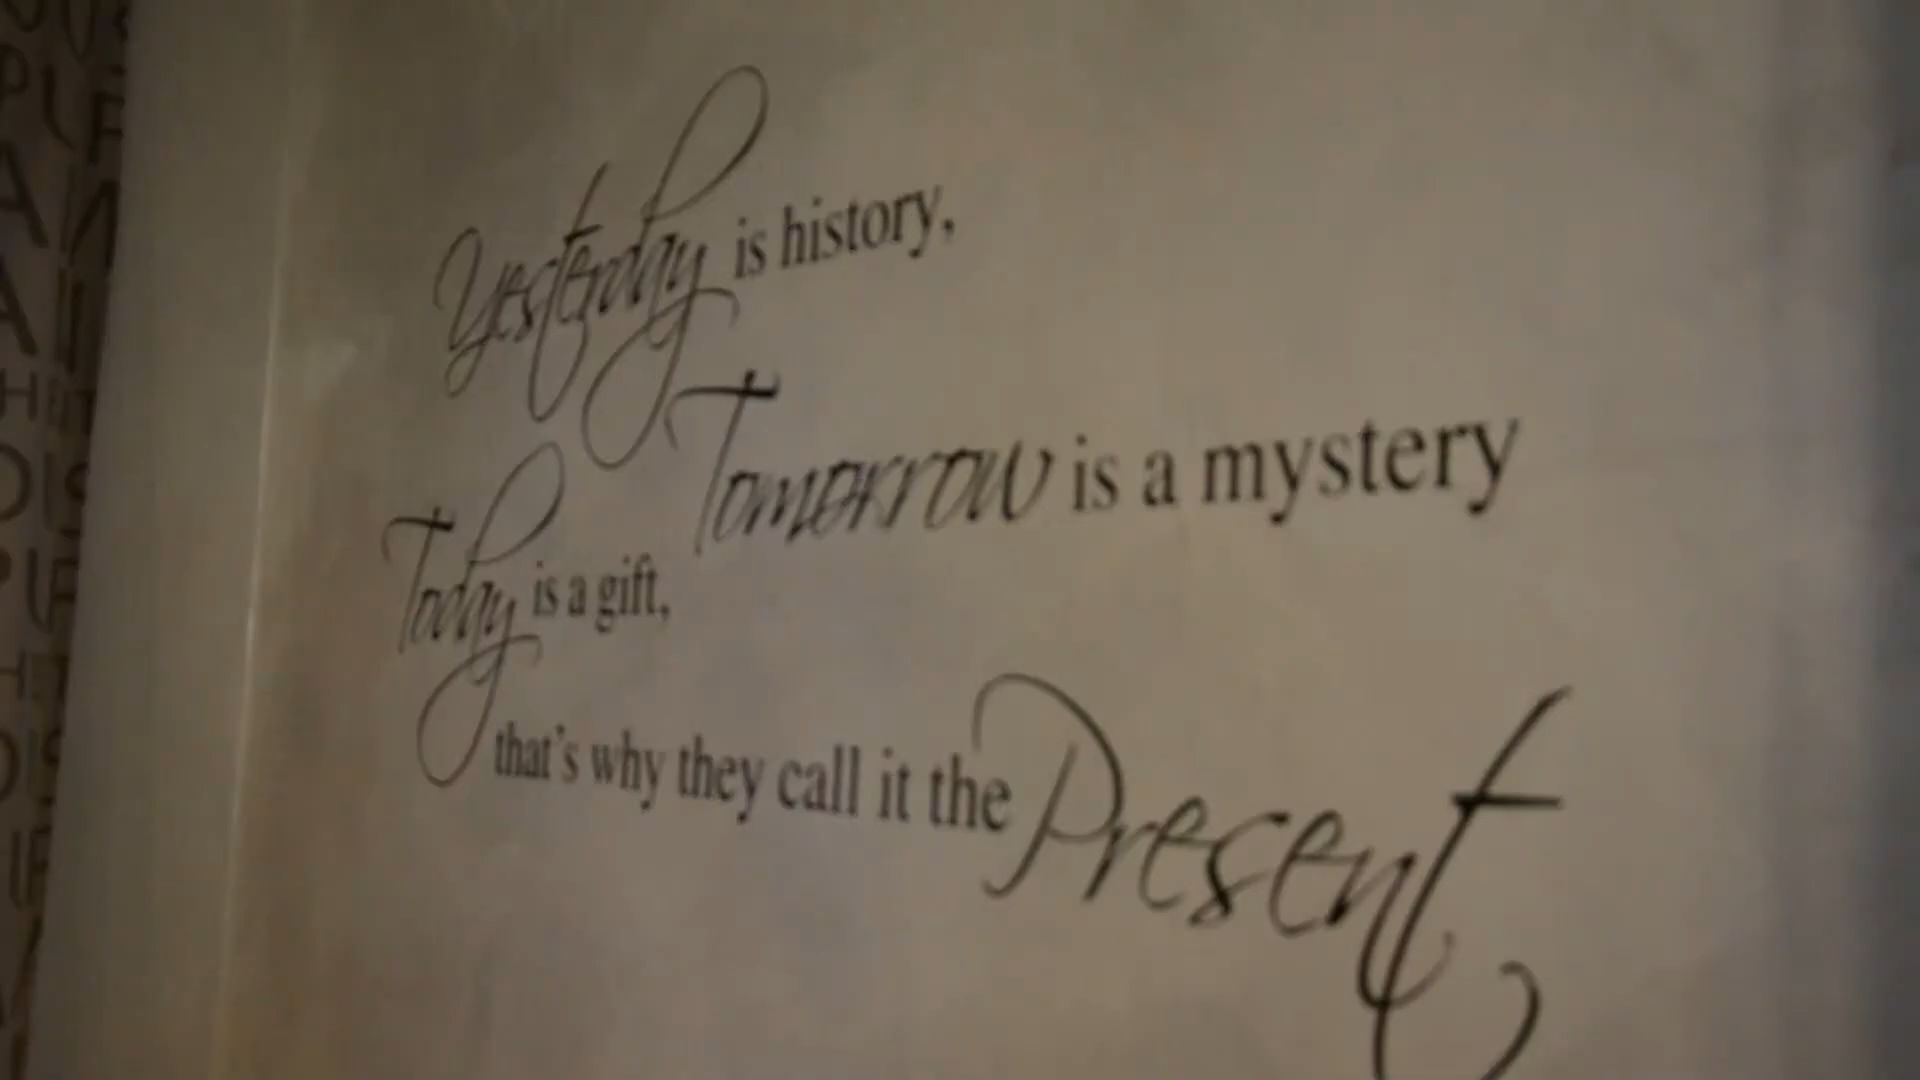 Yesterday is history,
Tomorrow is a mystery
Today is a gift,
that's why they call it the Present